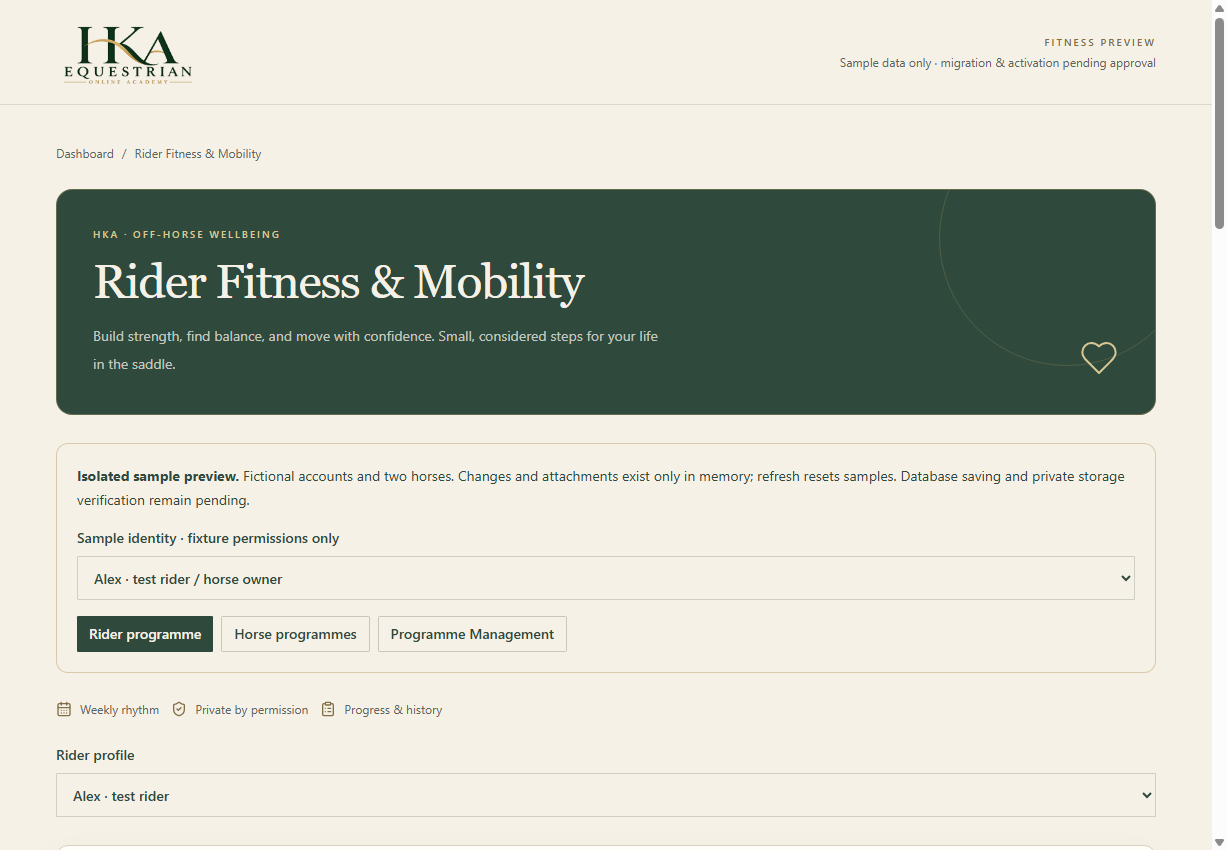 HKA
EQUESTRIAN
ONLINE ACADEMY
FITNESS PREVIEW
Sample data only · migration & activation pending approval
Dashboard / Rider Fitness & Mobility
HKA · OFF-HORSE WELLBEING
Rider Fitness & Mobility
Build strength, find balance, and move with confidence. Small, considered steps for your life
in the saddle.
Isolated sample preview. Fictional accounts and two horses. Changes and attachments exist only in memory; refresh resets samples. Database saving and private storage
verification remain pending.
Sample identity · fixture permissions only
Alex · test rider / horse owner
Rider programme Horse programmes Programme Management
Weekly rhythm Private by permission Progress & history
Rider profile
Alex · test rider